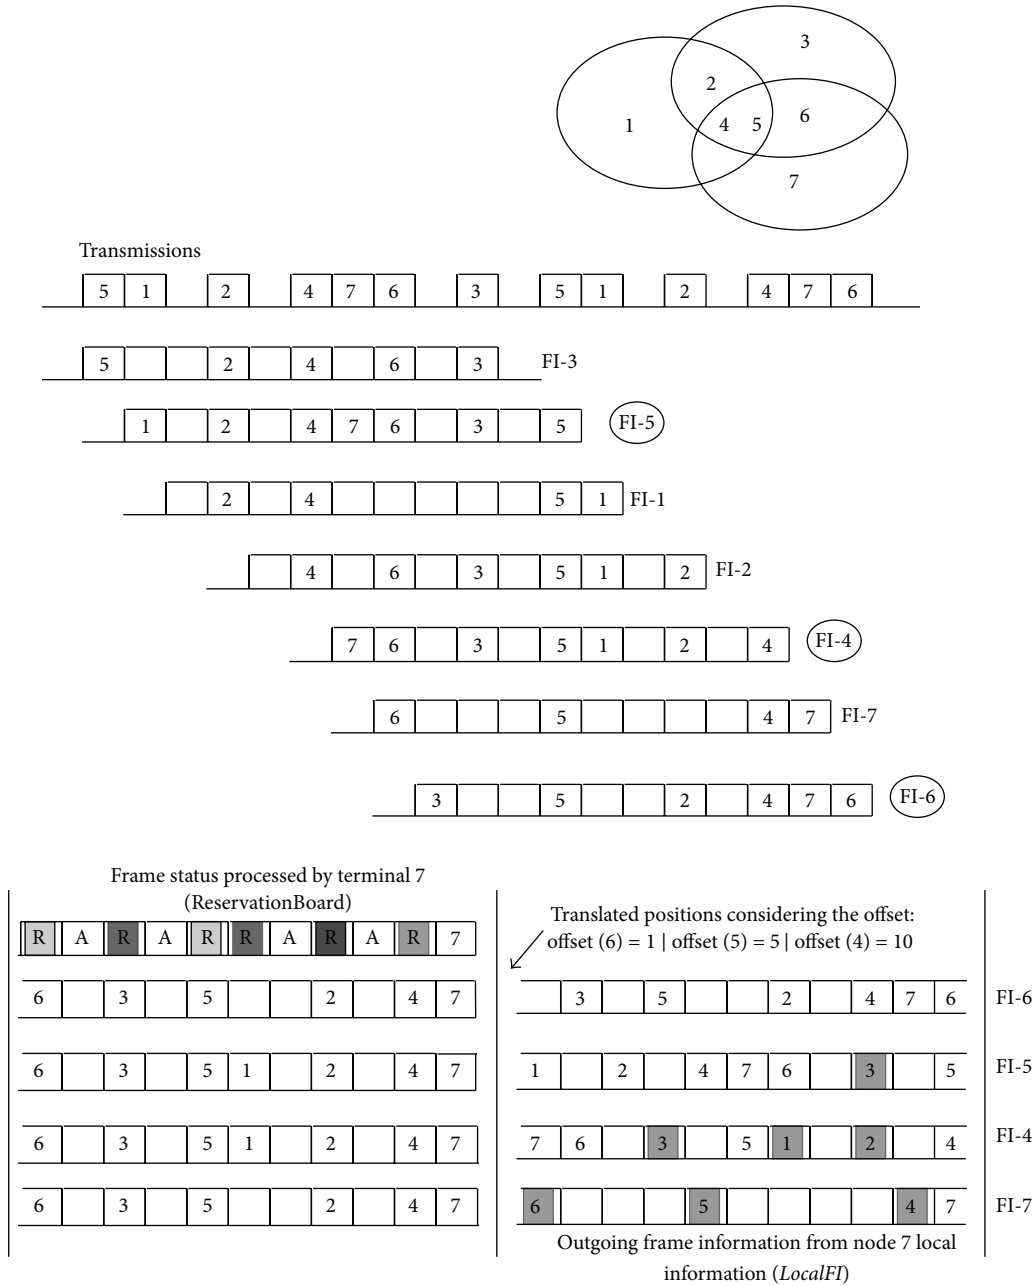 3
2
1
4 5 6
7
Transmissions
5 1 2 4 7 6 3 5 1 2 4 7 6
5 2 4 6 3 FI-3
1 2 4 7 6 3 5 FI-5
2 4 5 1 FI-1
4 6 3 5 1 2 FI-2
7 6 3 5 1 2 4 FI-4
6 5 4 7 FI-7
3 5 2 4 7 6 FI-6
Frame status processed by terminal 7
(ReservationBoard)
R A R A R R A R A R 7
6 3 5 2 4 7
6 3 5 1 2 4 7
6 3 5 1 2 4 7
6 3 5 2 4 7
Translated positions considering the offset:
offset (6) = 1 | offset (5) = 5 | offset (4) = 10
3 5 2 4 7 6 FI-6
1 2 4 7 6 3 5 FI-5
7 6 3 5 1 2 4 FI-4
6 5 4 7 FI-7
Outgoing frame information from node 7 local
information (LocalFI)